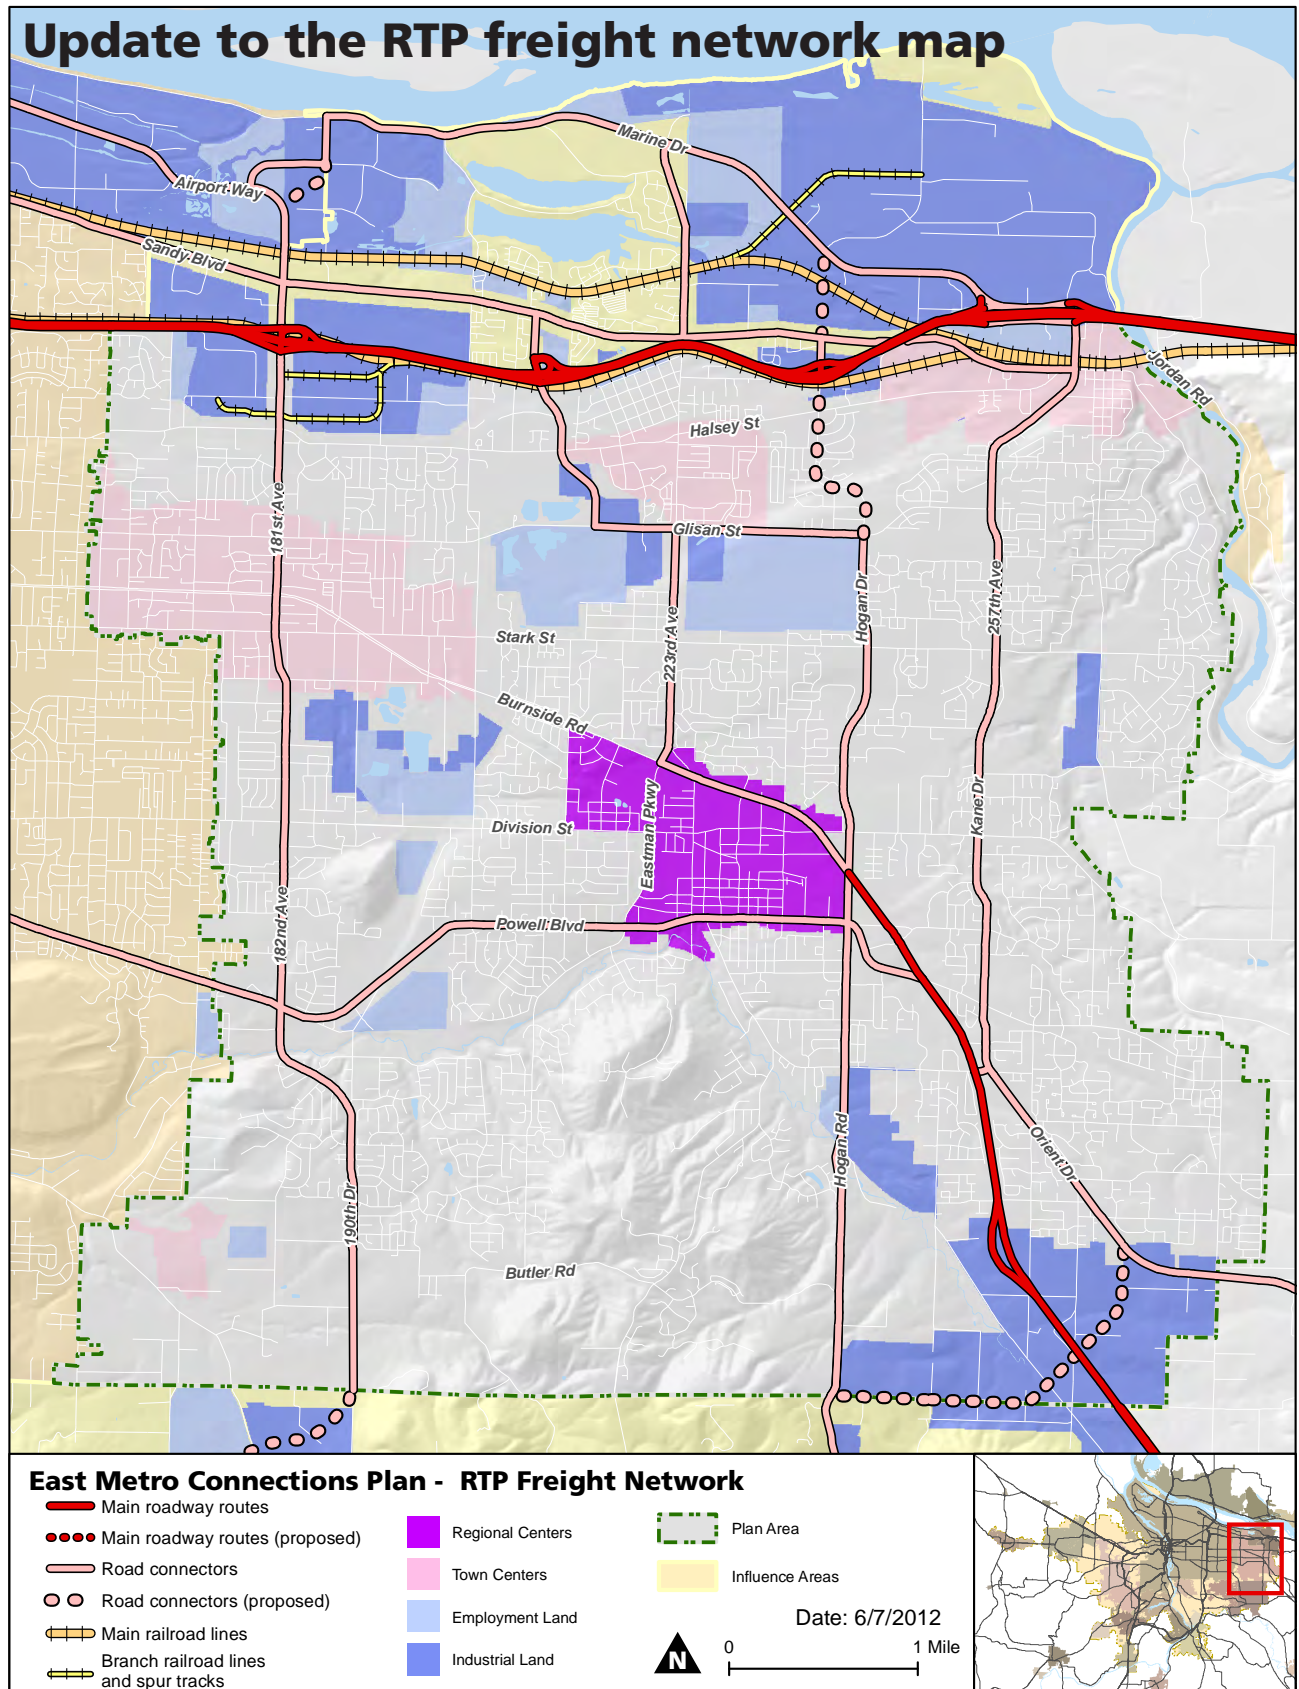 Update to the RTP freight network map
Marine Dr
Airport Way
Sandy Blvd
Jordan Rd
Halsey St
181st Ave
Glisan St
Hogan Dr
257th Ave
223rd Ave
Stark St
Burnside Rd
Eastman Pkwy
Kane Dr
Division St
182nd Ave
Powell Blvd
Hogan Rd
Orient Dr
190th Dr
Butler Rd
East Metro Connections Plan - RTP Freight Network
Main roadway routes
Main roadway routes (proposed)
Road connectors
Road connectors (proposed)
Main railroad lines
Branch railroad lines
and spur tracks
Regional Centers
Town Centers
Employment Land
Industrial Land
Plan Area
Influence Areas
Date: 6/7/2012
N
0 1 Mile